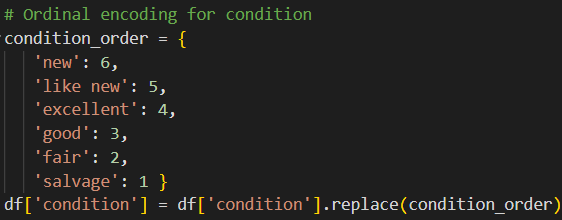 # Ordinal encoding for condition
condition_order = {
    'new': 6,
    'like new': 5,
    'excellent': 4,
    'good': 3,
    'fair': 2,
    'salvage': 1 }
df['condition'] = df['condition'].replace(condition_order)